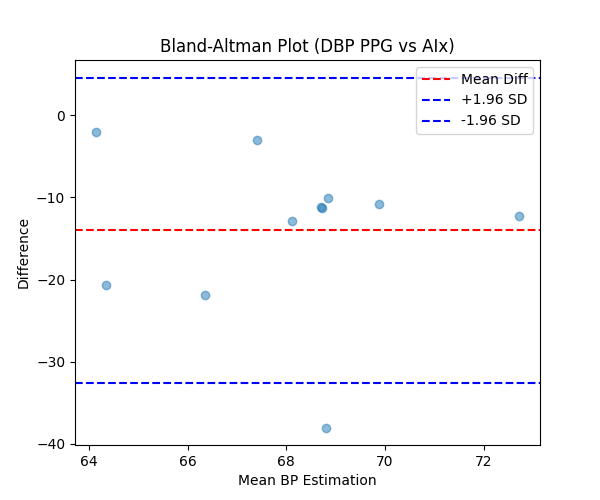 Bland-Altman Plot (DBP PPG vs AIx)
Mean Diff
+1.96 SD
-1.96 SD
Difference
0
−10
−20
−30
−40
64
66
68
70
72
Mean BP Estimation